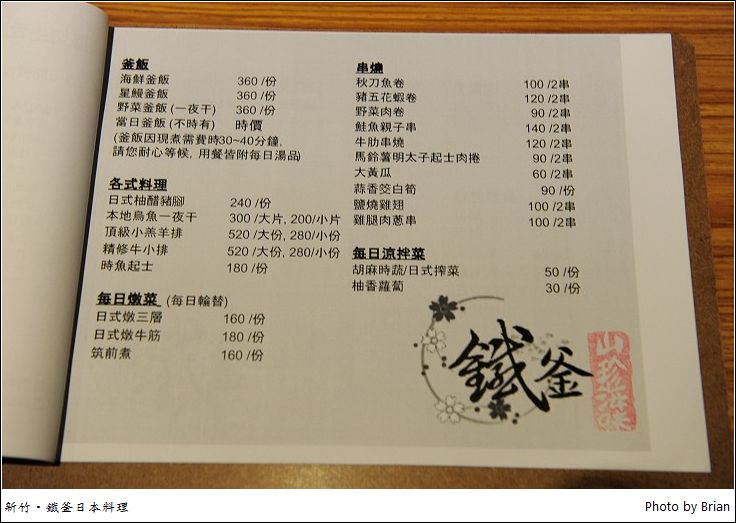 釜飯
海鮮釜飯 360 /份
星鰻釜飯 360 /份
野菜釜飯 (一夜干) 360 /份
當日釜飯 (不時有) 時價
(釜飯因現煮需費時30~40分鐘,
請您耐心等候, 用餐皆附每日湯品)
各式料理
日式柚醋豬腳 240 /份
本地烏魚一夜干 300 /大片, 200/小片
頂級小羔羊排 520 /大份, 280/小份
精修牛小排 520 /大份, 280/小份
時魚起士 180 /份
每日燉菜 (每日輪替)
日式燉三層 160 /份
日式燉牛筋 180 /份
筑前煮 160 /份
串燒
秋刀魚卷 100 /2串
豬五花蝦卷 120 /2串
野菜肉卷 90 /2串
鮭魚親子串 140 /2串
牛肋串燒 120 /2串
馬鈴薯明太子起士肉捲 90 /2串
大黃瓜 60 /2串
蒜香筊白筍 90 /份
鹽燒雞翅 100 /2串
雞腿肉蔥串 100 /2串
每日涼拌菜
胡麻時蔬/日式搾菜 50 /份
柚香蘿蔔 30 /份
鐵釜
山珍海味
新竹‧鐵釜日本料理
Photo by Brian